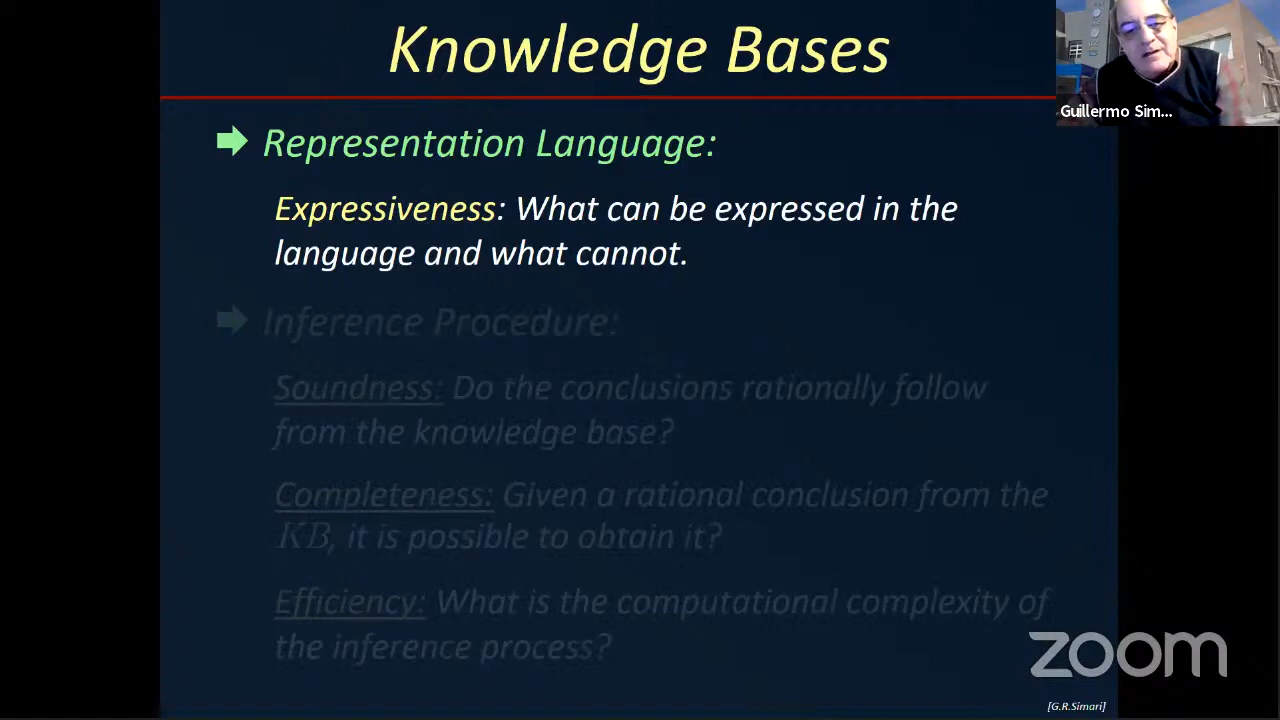 Knowledge Bases
Guillermo Sim...
Representation Language:
Expressiveness: What can be expressed in the
language and what cannot.
Inference Procedure:
Soundness: Do the conclusions rationally follow
from the knowledge base?
Completeness: Given a rational conclusion from the
KB, it is possible to obtain it?
Efficiency: What is the computational complexity of
the inference process?
zoom
[G.R.Simari]